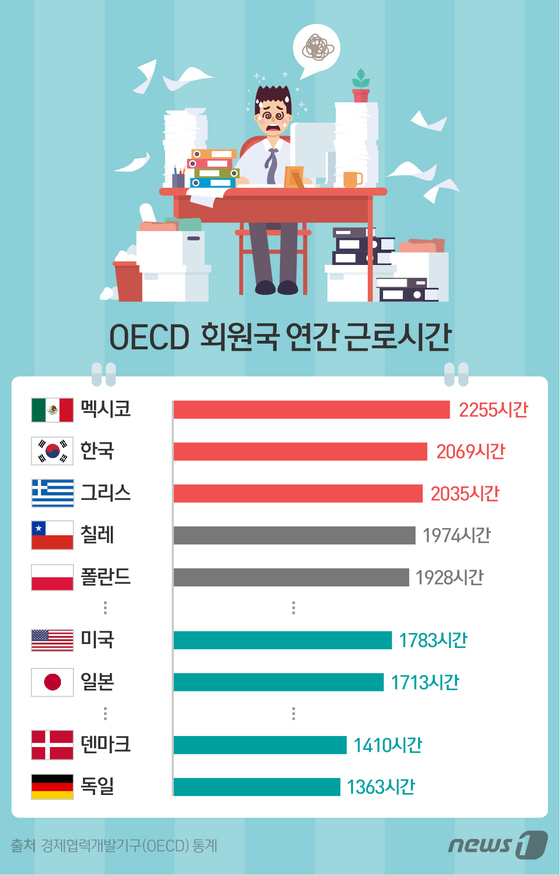 OECD 회원국 연간 근로시간
멕시코 2255시간
한국 2069시간
그리스 2035시간
칠레 1974시간
폴란드 1928시간
미국 1783시간
일본 1713시간
덴마크 1410시간
독일 1363시간
출처 경제협력개발기구(OECD) 통계
news1